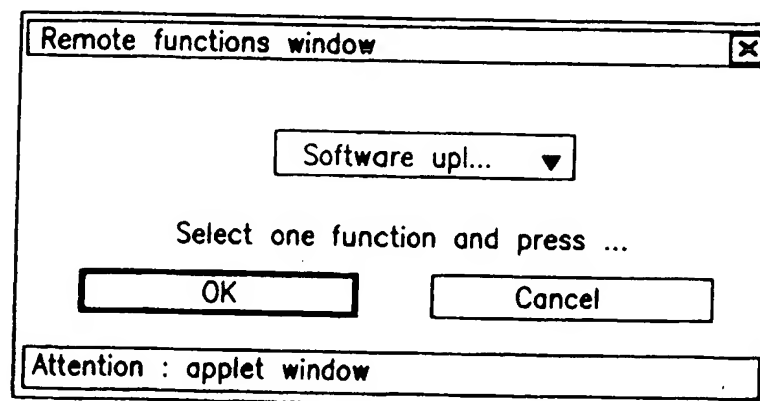 Remote functions window
Software upl...
Select one function and press ...
OK
Cancel
Attention : applet window